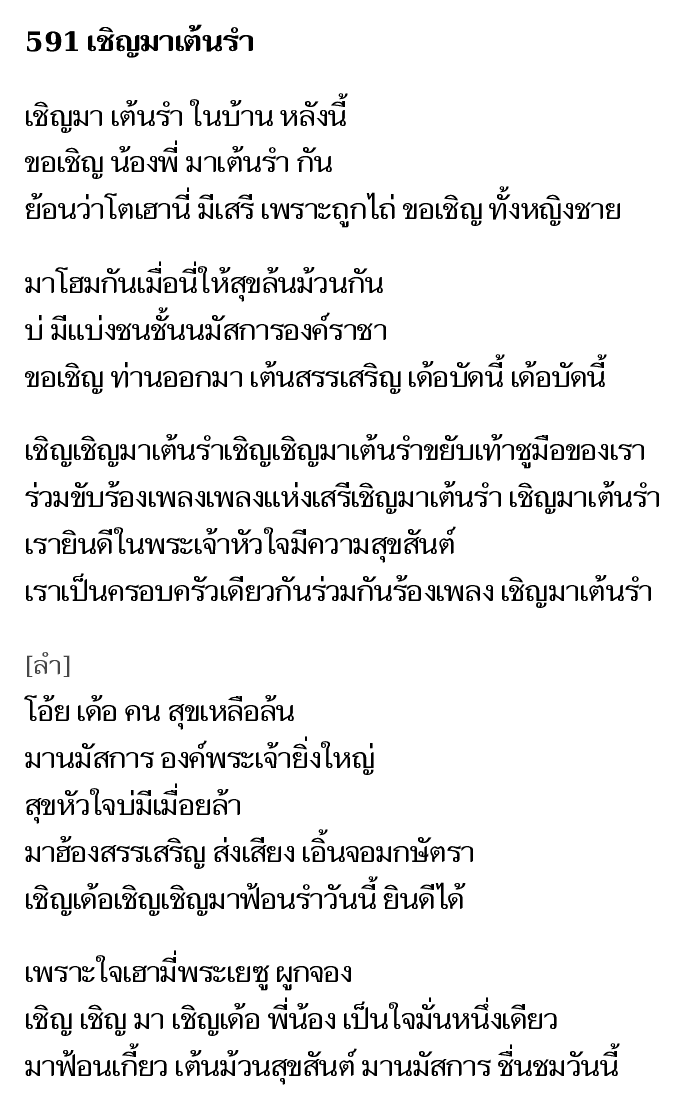 591 เชิญมาเต้นรำ
เชิญมา เต้นรำ ในบ้าน หลังนี้
ขอเชิญ น้องพี่ มาเต้นรำ กัน
ย้อนว่าโตเฮานี่ มีเสรี เพราะถูกไถ่ ขอเชิญ ทั้งหญิงชาย
มาโฮมกันเมื่อนี่ให้สุขล้นม้วนกัน
บ่ มีแบ่งชนชั้นนมัสการองค์ราชา
ขอเชิญ ท่านออกมา เต้นสรรเสริญ เด้อบัดนี้ เด้อบัดนี้
เชิญเชิญมาเต้นรำเชิญเชิญมาเต้นรำขยับเท้าชูมือของเรา
ร่วมขับร้องเพลงเพลงแห่งเสรีเชิญมาเต้นรำ เชิญมาเต้นรำ
เรายินดีในพระเจ้าหัวใจมีความสุขสันต์
เราเป็นครอบครัวเดียวกันร่วมกันร้องเพลง เชิญมาเต้นรำ
[ลำ]
โอ้ย เด้อ คน สุขเหลือล้น
มานมัสการ องค์พระเจ้ายิ่งใหญ่
สุขหัวใจบ่มีเมื่อยล้า
มาฮ้องสรรเสริญ ส่งเสียง เอิ้นจอมกษัตรา
เชิญเด้อเชิญเชิญมาฟ้อนรำวันนี้ ยินดีได้
เพราะใจเฮามี่พระเยซู ผูกจอง
เชิญ เชิญ มา เชิญเด้อ พี่น้อง เป็นใจมั่นหนึ่งเดียว
มาฟ้อนเกี้ยว เต้นม้วนสุขสันต์ มานมัสการ ชื่นชมวันนี้